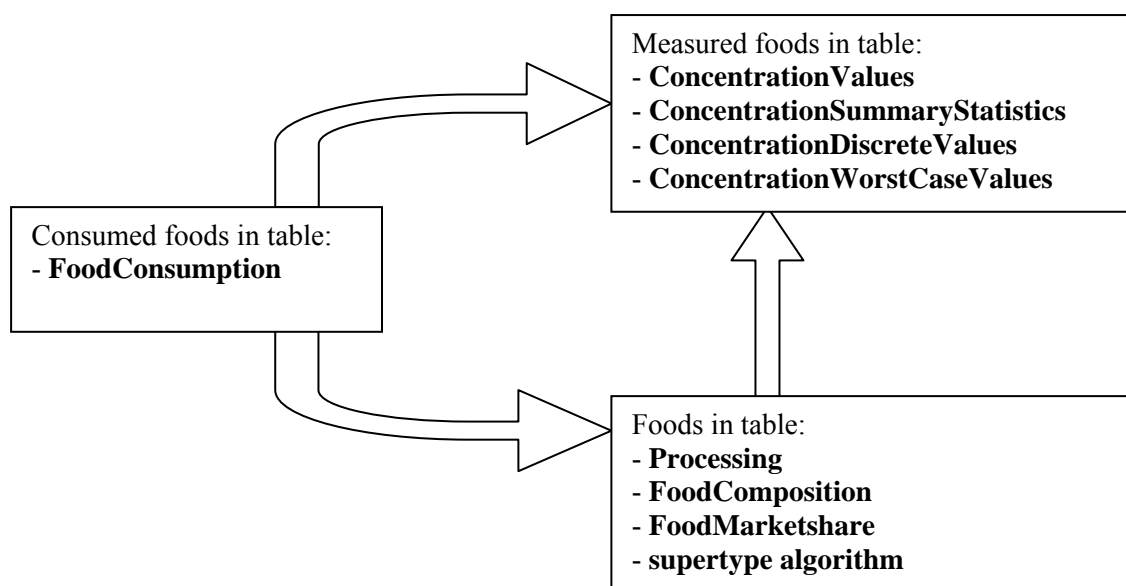 Measured foods in table:
- ConcentrationValues
- ConcentrationSummaryStatistics
- ConcentrationDiscreteValues
- ConcentrationWorstCaseValues
Consumed foods in table:
- FoodConsumption
Foods in table:
- Processing
- FoodComposition
- FoodMarketshare
- supertype algorithm